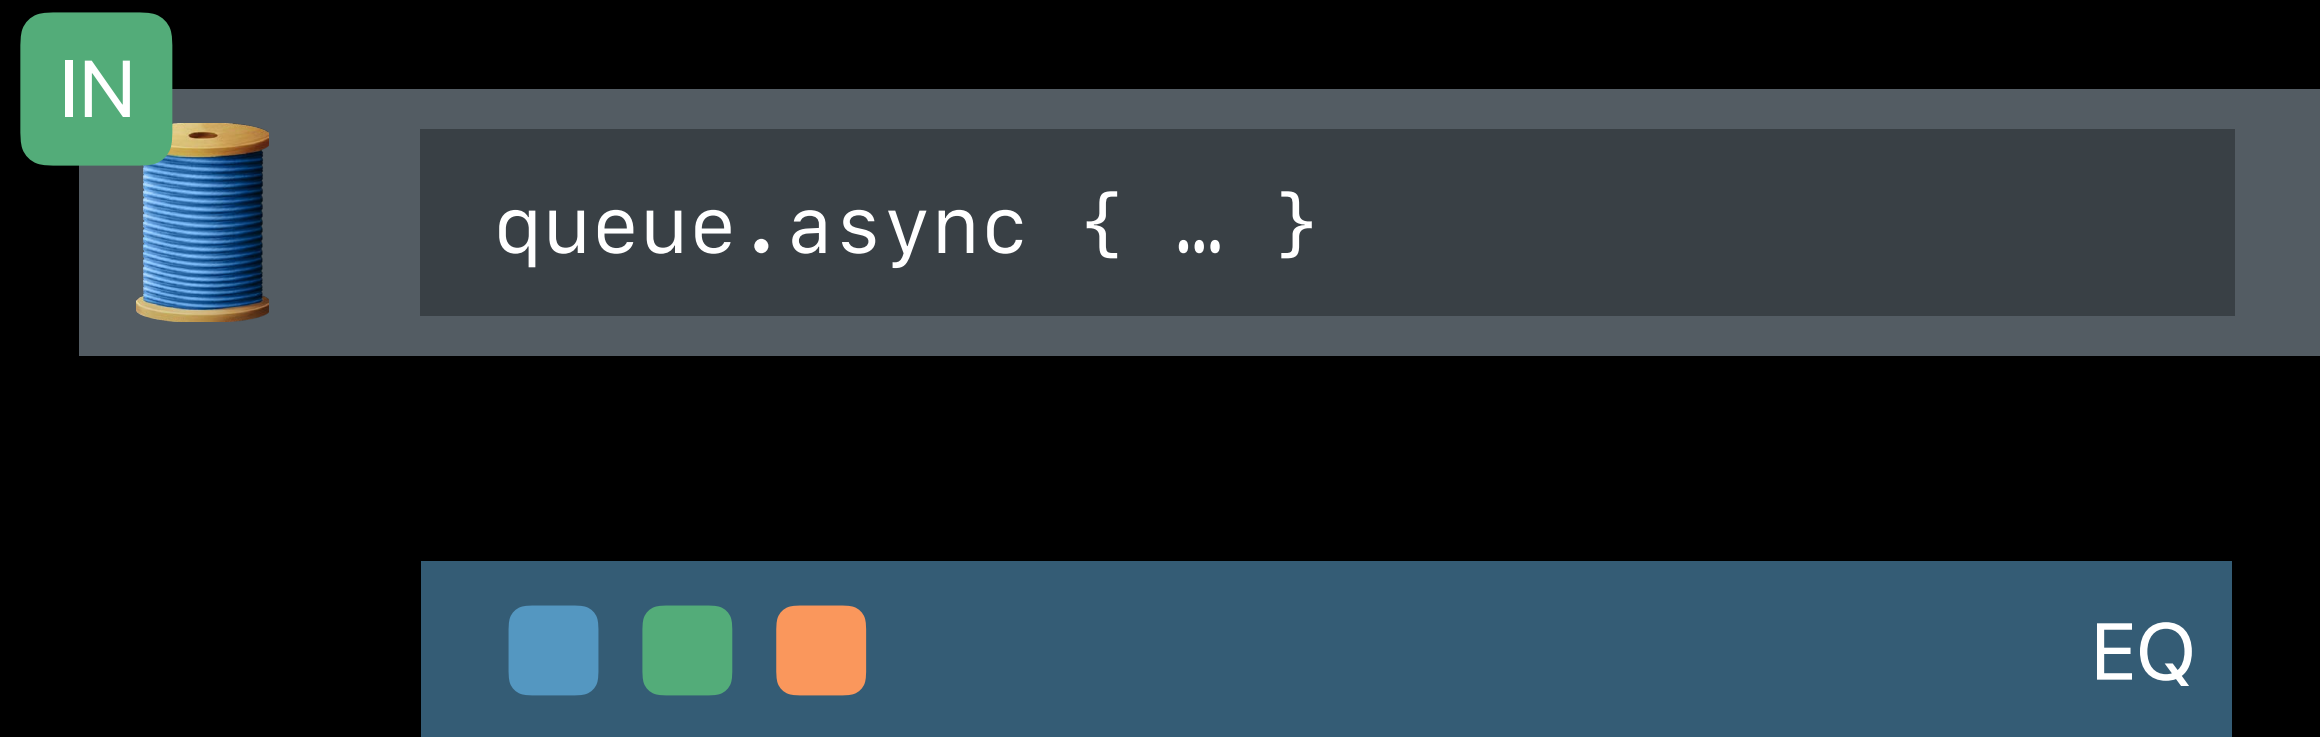 IN
queue.async { … }
EQ